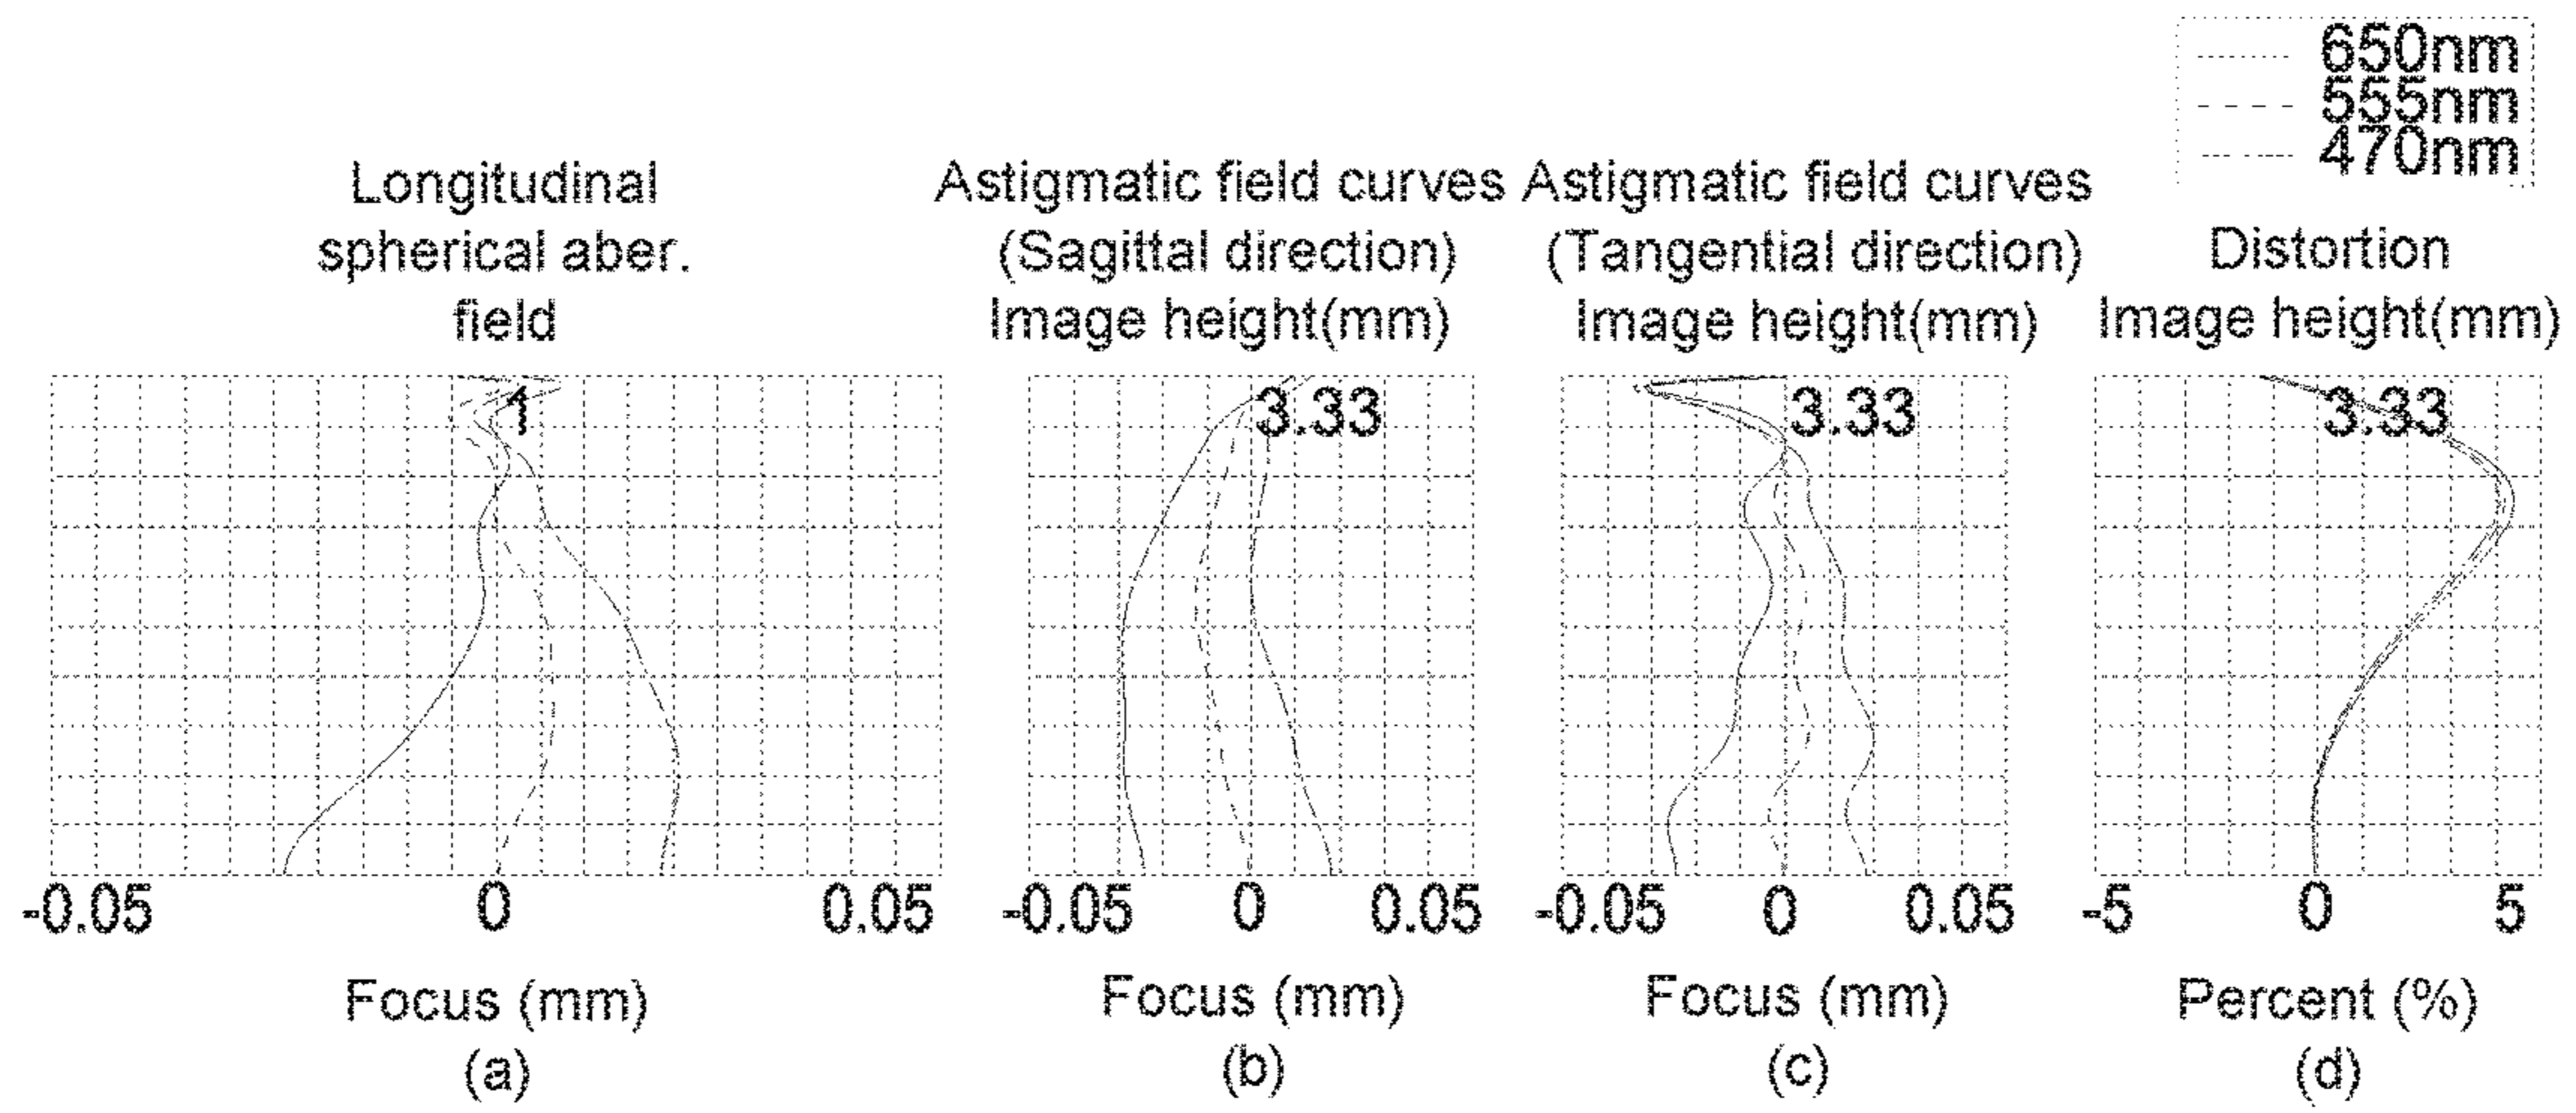 650nm
555nm
470nm
Longitudinal
spherical aber.
field
Astigmatic field curves
(Sagittal direction)
Image height(mm)
Astigmatic field curves
(Tangential direction)
Image height(mm)
Distortion
Image height(mm)
1
3.33
3.33
3.33
-0.05 0 0.05
-0.05 0 0.05
-0.05 0 0.05
-5 0 5
Focus (mm)
Focus (mm)
Focus (mm)
Percent (%)
(a)
(b)
(c)
(d)